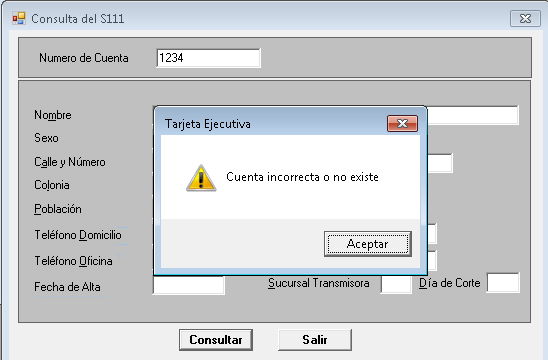 Consulta del S111
Numero de Cuenta 1234
Nombre
Tarjeta Ejecutiva
Sexo
Calle y Número
Cuenta incorrecta o no existe
Colonia
Población
Teléfono Domicilio
Aceptar
Teléfono Oficina
Fecha de Alta Sucursal Transmisora Día de Corte
Consultar Salir